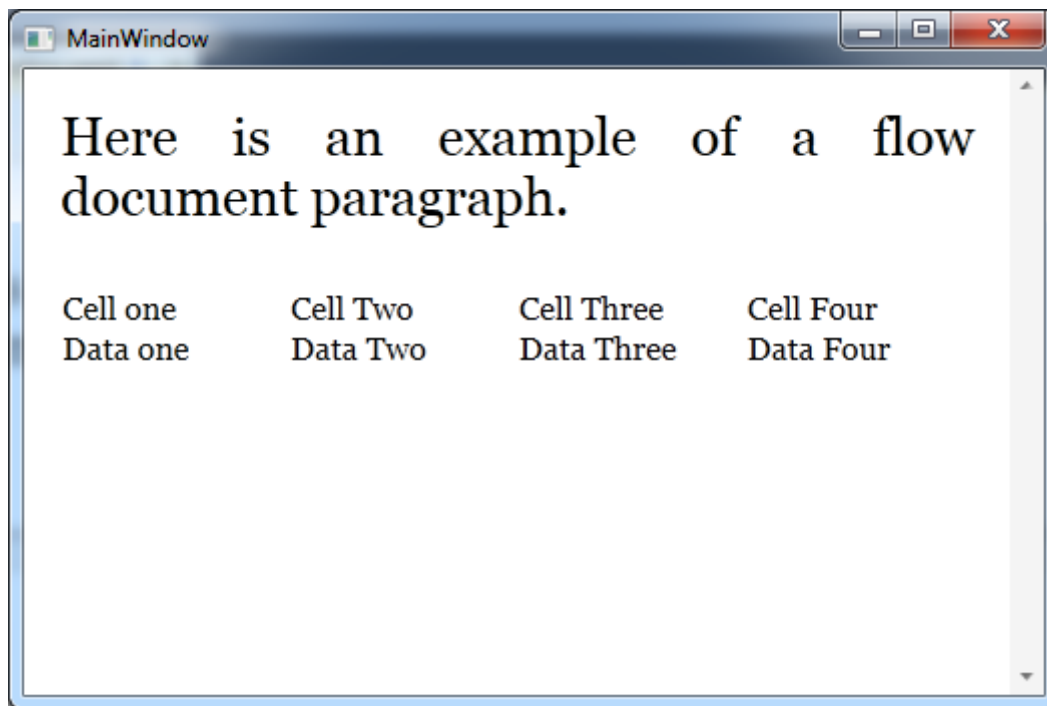 MainWindow
Here is an example of a flow
document paragraph.
Cell one Cell Two Cell Three Cell Four
Data one Data Two Data Three Data Four